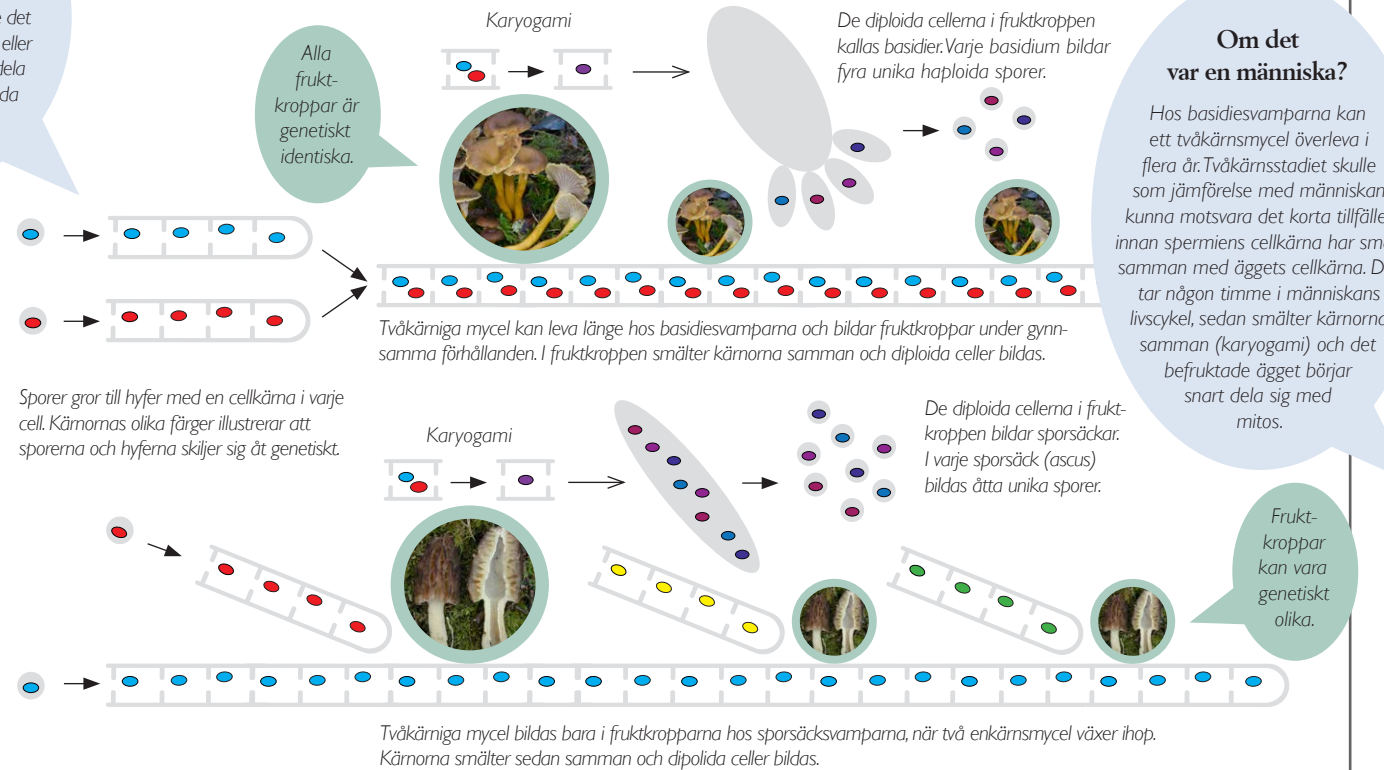 det
eller
dela
da
Alla
frukt-
kroppar är
genetiskt
identiska.
Karyogami
De diploida cellerna i fruktkroppen
kallas basidier. Varje basidium bildar
fyra unika haploida sporer.
Om det
var en människa?
Hos basidiesvamparna kan
ett tvåkärnsmycel överleva i
flera år. Tvåkärnsstadiet skulle
som jämförelse med människan
kunna motsvara det korta tillfälle
innan spermiens cellkärna har smä
samman med äggets cellkärna. D
tar någon timme i människans
livscykel, sedan smälter kärnorna
samman (karyogami) och det
befruktade ägget börjar
snart dela sig med
mitos.
Tvåkärniga mycel kan leva länge hos basidiesvamparna och bildar fruktkroppar under gynn-
samma förhållanden. I fruktkroppen smälter kärnorna samman och diploida celler bildas.
Sporer gror till hyfer med en cellkärna i varje
cell. Kärnornas olika färger illustrerar att
sporerna och hyferna skiljer sig åt genetiskt.
Karyogami
De diploida cellerna i frukt-
kroppen bildar sporsäckar.
I varje sporsäck (ascus)
bildas åtta unika sporer.
Frukt-
kroppar
kan vara
genetiskt
olika.
Tvåkärniga mycel bildas bara i fruktkropparna hos sporsäcksvamparna, när två enkärnsmycel växer ihop.
Kärnorna smälter sedan samman och dipolida celler bildas.